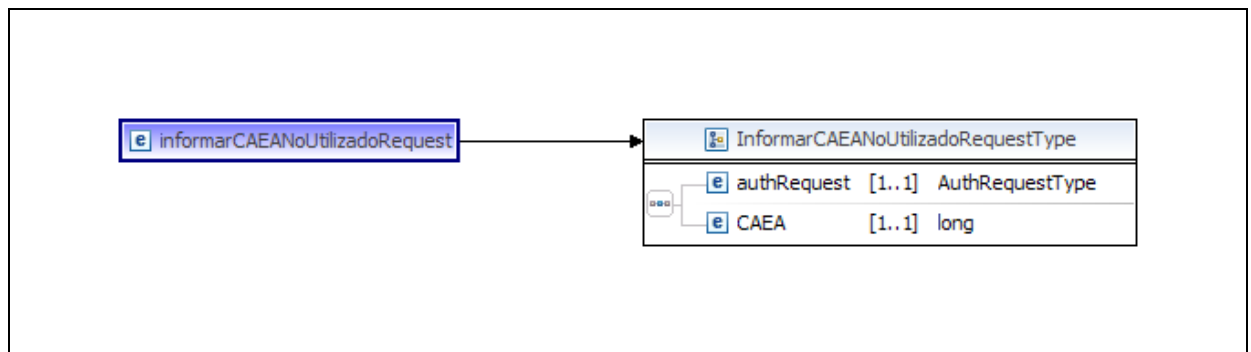 informarCAEANoUtilizadoRequest
InformarCAEANoUtilizadoRequestType
authRequest [1..1] AuthRequestType
CAEA [1..1] long